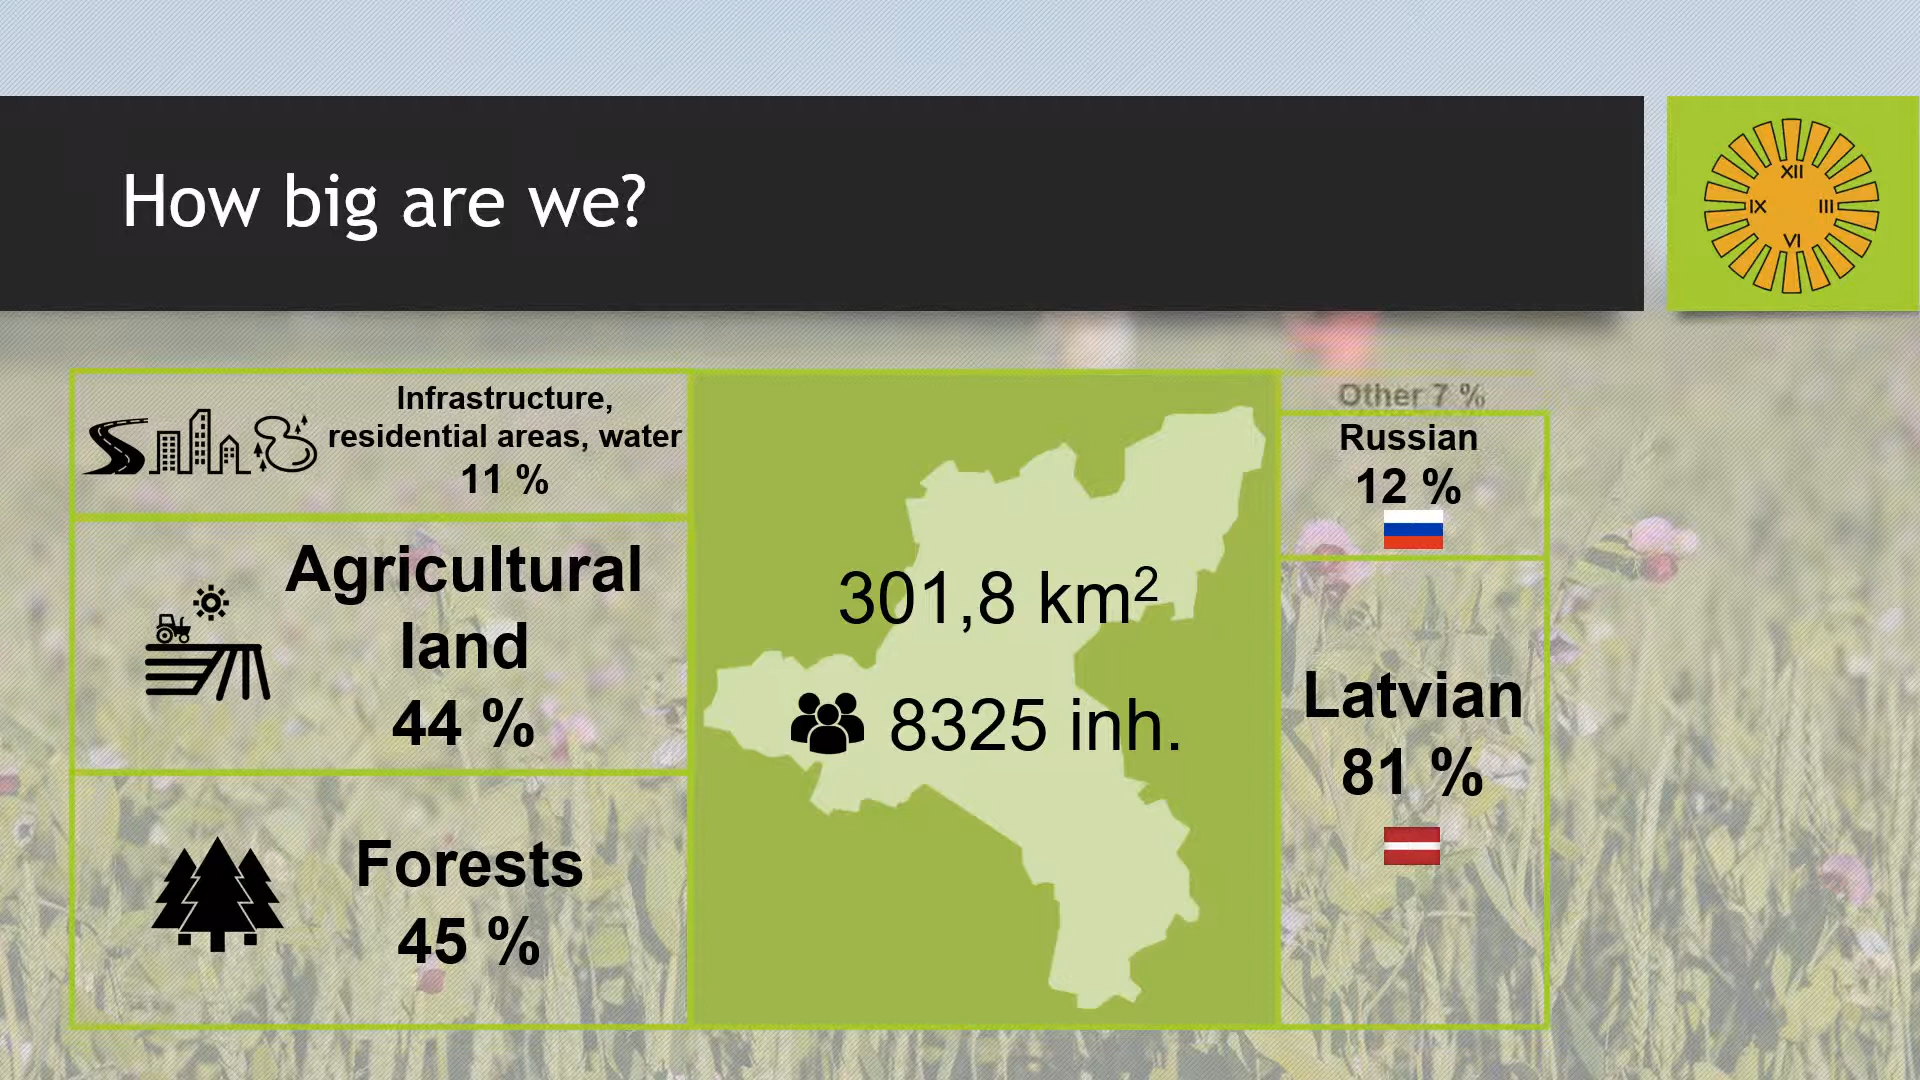 How big are we?
XII
IX
III
VI
Infrastructure,
residential areas, water
11 %
Agricultural
land
44 %
Forests
45 %
301,8 km²
8325 inh.
Other 7 %
Russian
12 %
Latvian
81 %